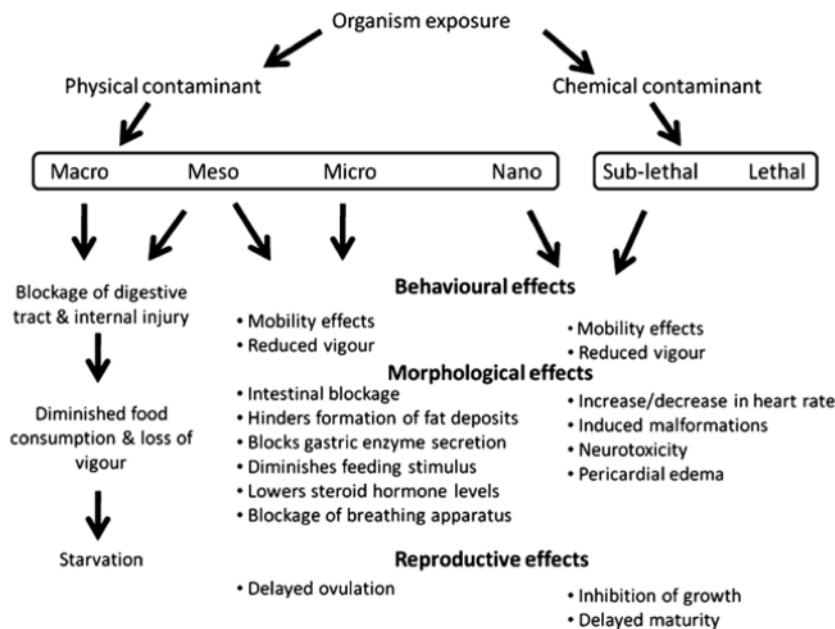 Organism exposure
Physical contaminant
Chemical contaminant
Macro Meso Micro Nano
Sub-lethal Lethal
Blockage of digestive
tract & internal injury
Diminished food
consumption & loss of
vigour
Starvation
Behavioural effects
• Mobility effects
• Reduced vigour
• Mobility effects
• Reduced vigour
Morphological effects
• Intestinal blockage
• Hinders formation of fat deposits
• Blocks gastric enzyme secretion
• Diminishes feeding stimulus
• Lowers steroid hormone levels
• Blockage of breathing apparatus
• Increase/decrease in heart rate
• Induced malformations
• Neurotoxicity
• Pericardial edema
Reproductive effects
• Delayed ovulation
• Inhibition of growth
• Delayed maturity